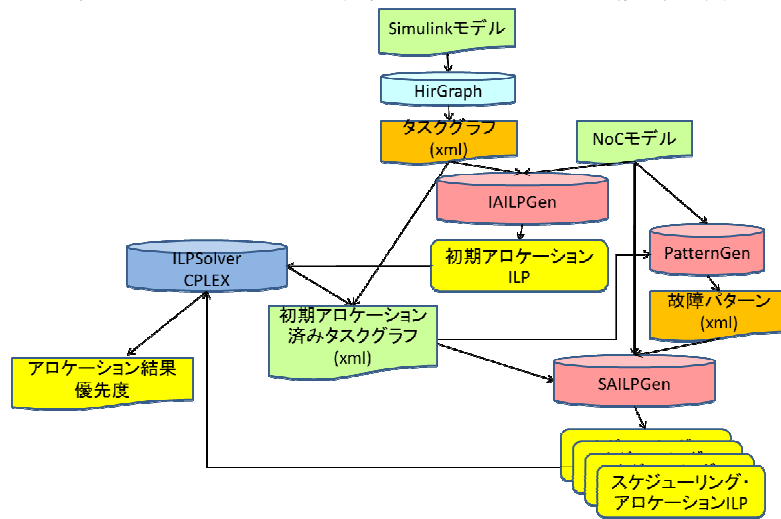 Simulinkモデル
HirGraph
タスクグラフ
(xml)
NoCモデル
IAILPGen
ILPSolver
CPLEX
初期アロケーション
ILP
PatternGen
初期アロケーション
済みタスクグラフ
(xml)
故障パターン
(xml)
アロケーション結果
優先度
SAILPGen
スケジューリング・
アロケーションILP